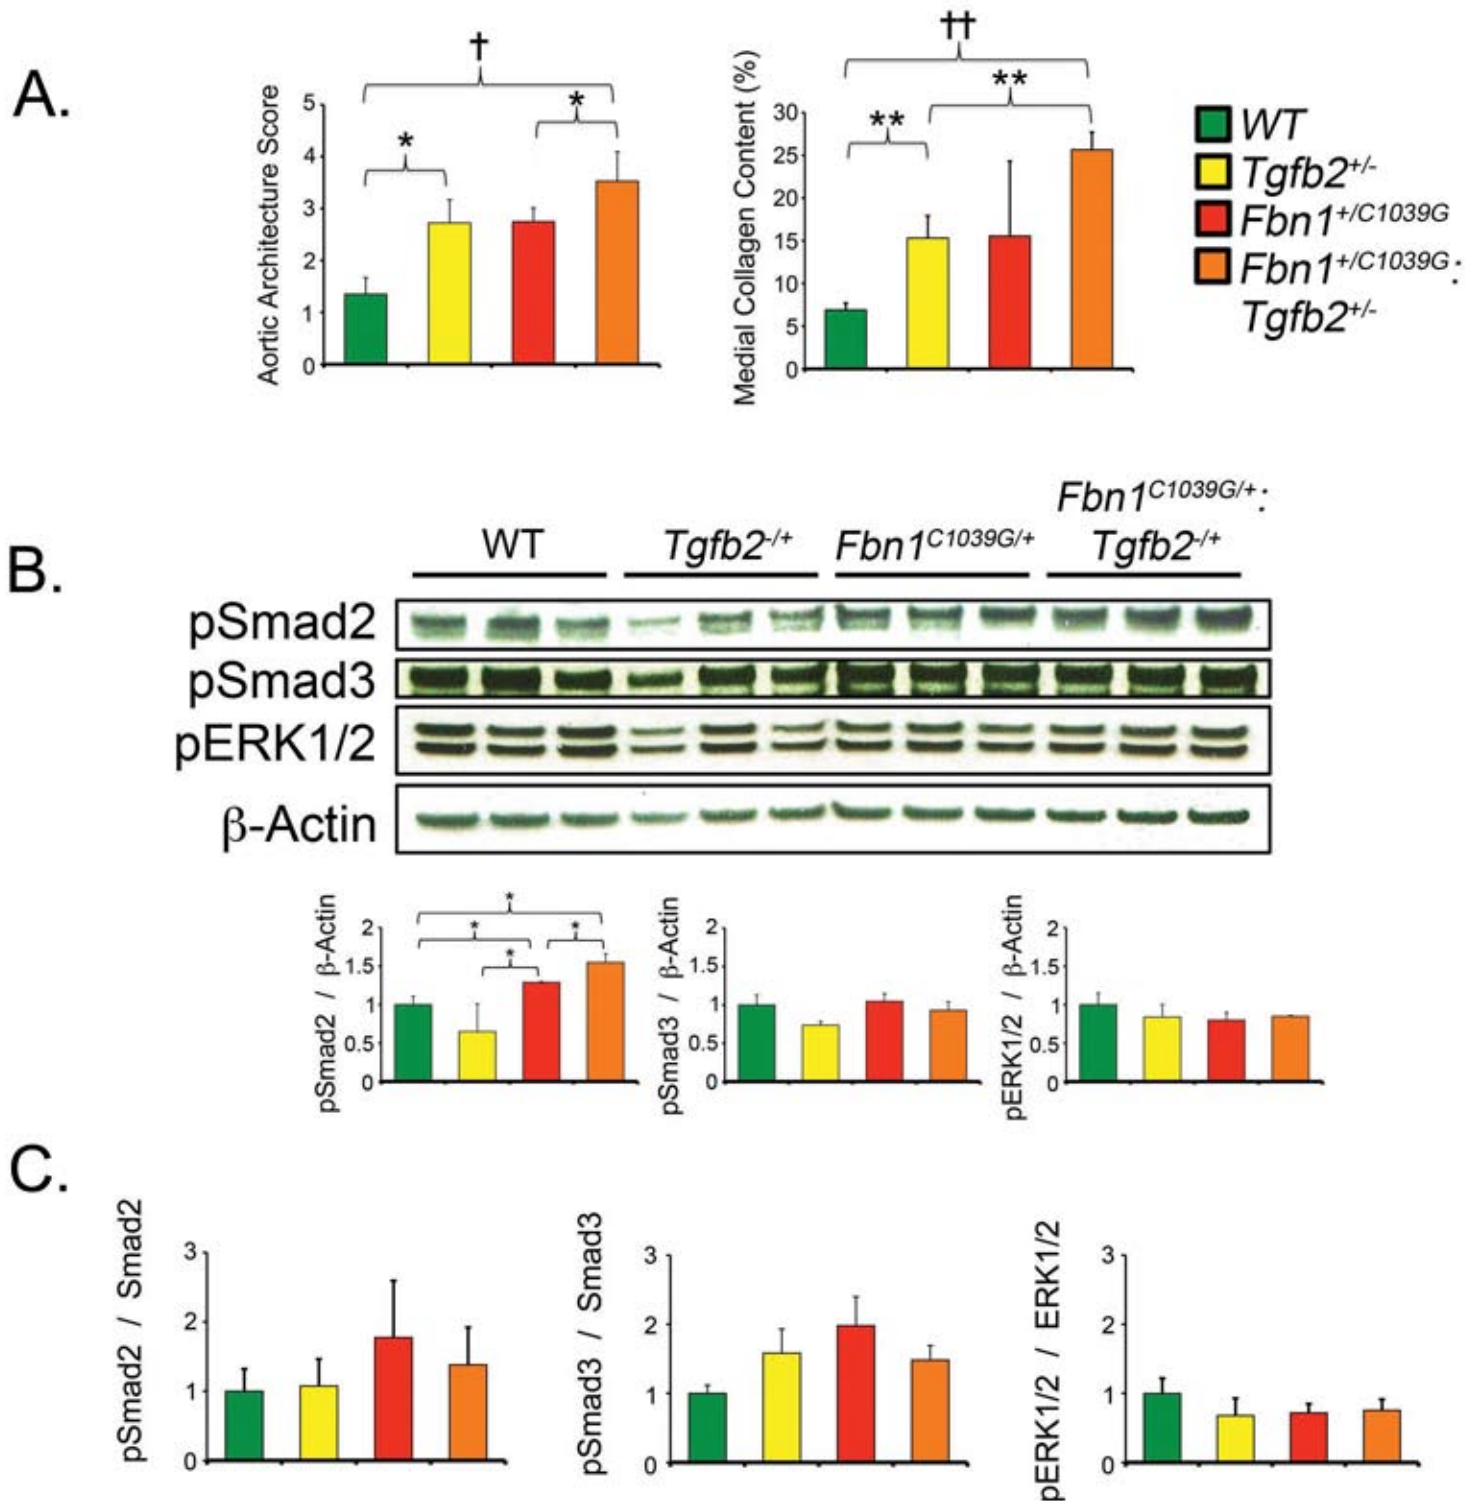 A.
Aortic Architecture Score
5
4
3
2
1
0
*
†
*
Medial Collagen Content (%)
30
25
20
15
10
5
0
**
††
**
WT
Tgfb2+/-
Fbn1+/C1039G
Fbn1+/C1039G:
Tgfb2+/-
B.
WT
Tgfb2-/+
Fbn1C1039G/+
Fbn1C1039G/+:
Tgfb2-/+
pSmad2
pSmad3
pERK1/2
β-Actin
pSmad2 / β-Actin
2
1.5
1
0.5
0
*
*
*
*
pSmad3 / β-Actin
2
1.5
1
0.5
0
pERK1/2 / β-Actin
2
1.5
1
0.5
0
C.
pSmad2 / Smad2
3
2
1
0
pSmad3 / Smad3
3
2
1
0
pERK1/2 / ERK1/2
3
2
1
0